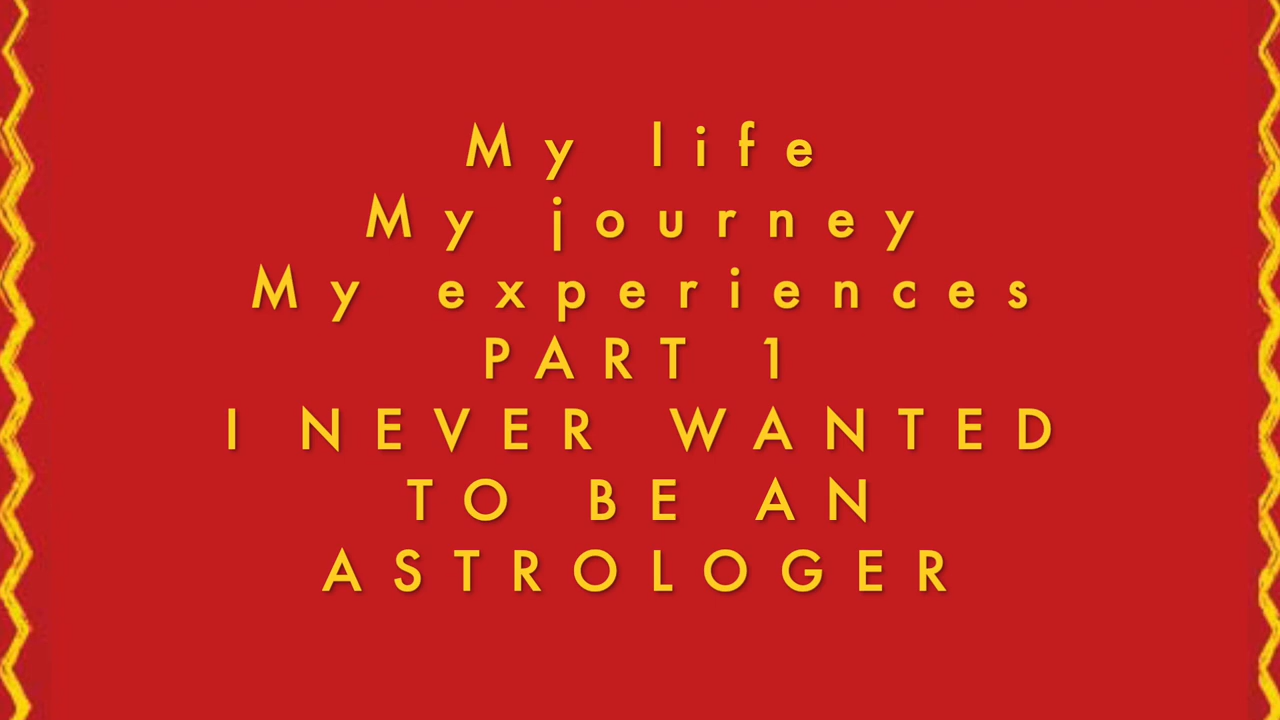 My life
My journey
My experiences
PART 1
I NEVER WANTED
TO BE AN
ASTROLOGER